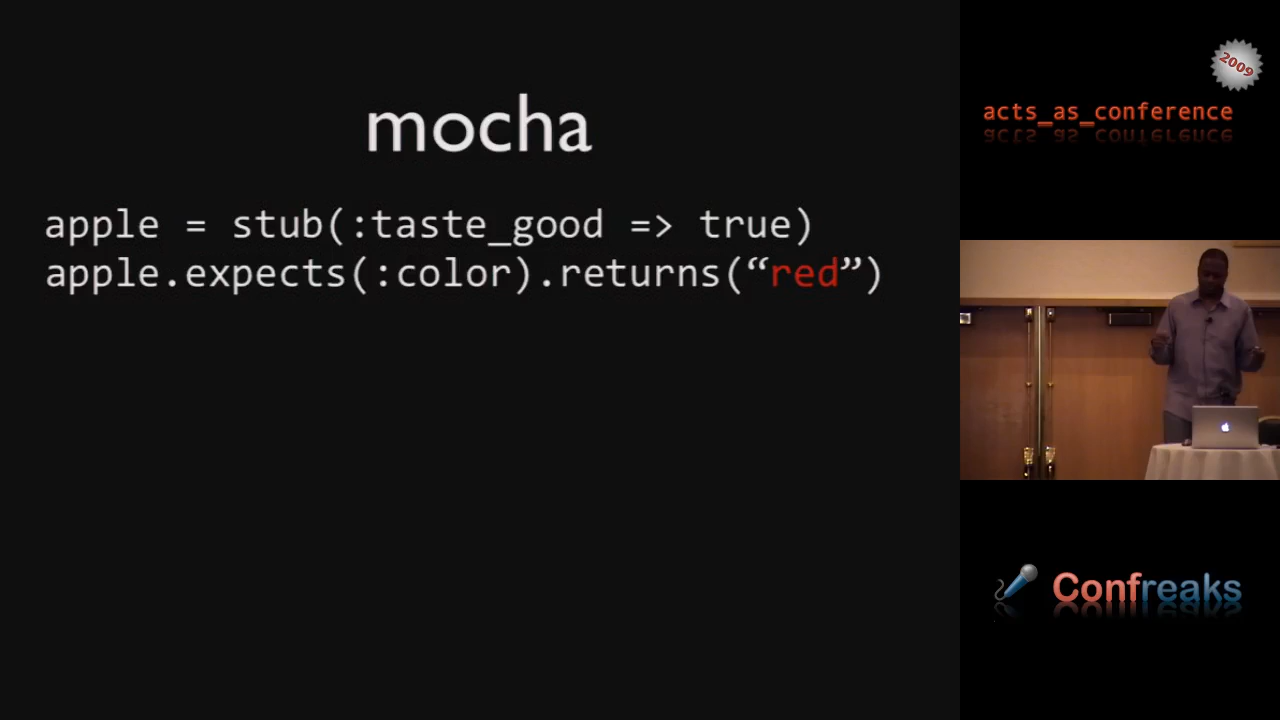 mocha
apple = stub(:taste_good => true)
apple.expects(:color).returns(“red”)
2009
acts_as_conference
Confreaks